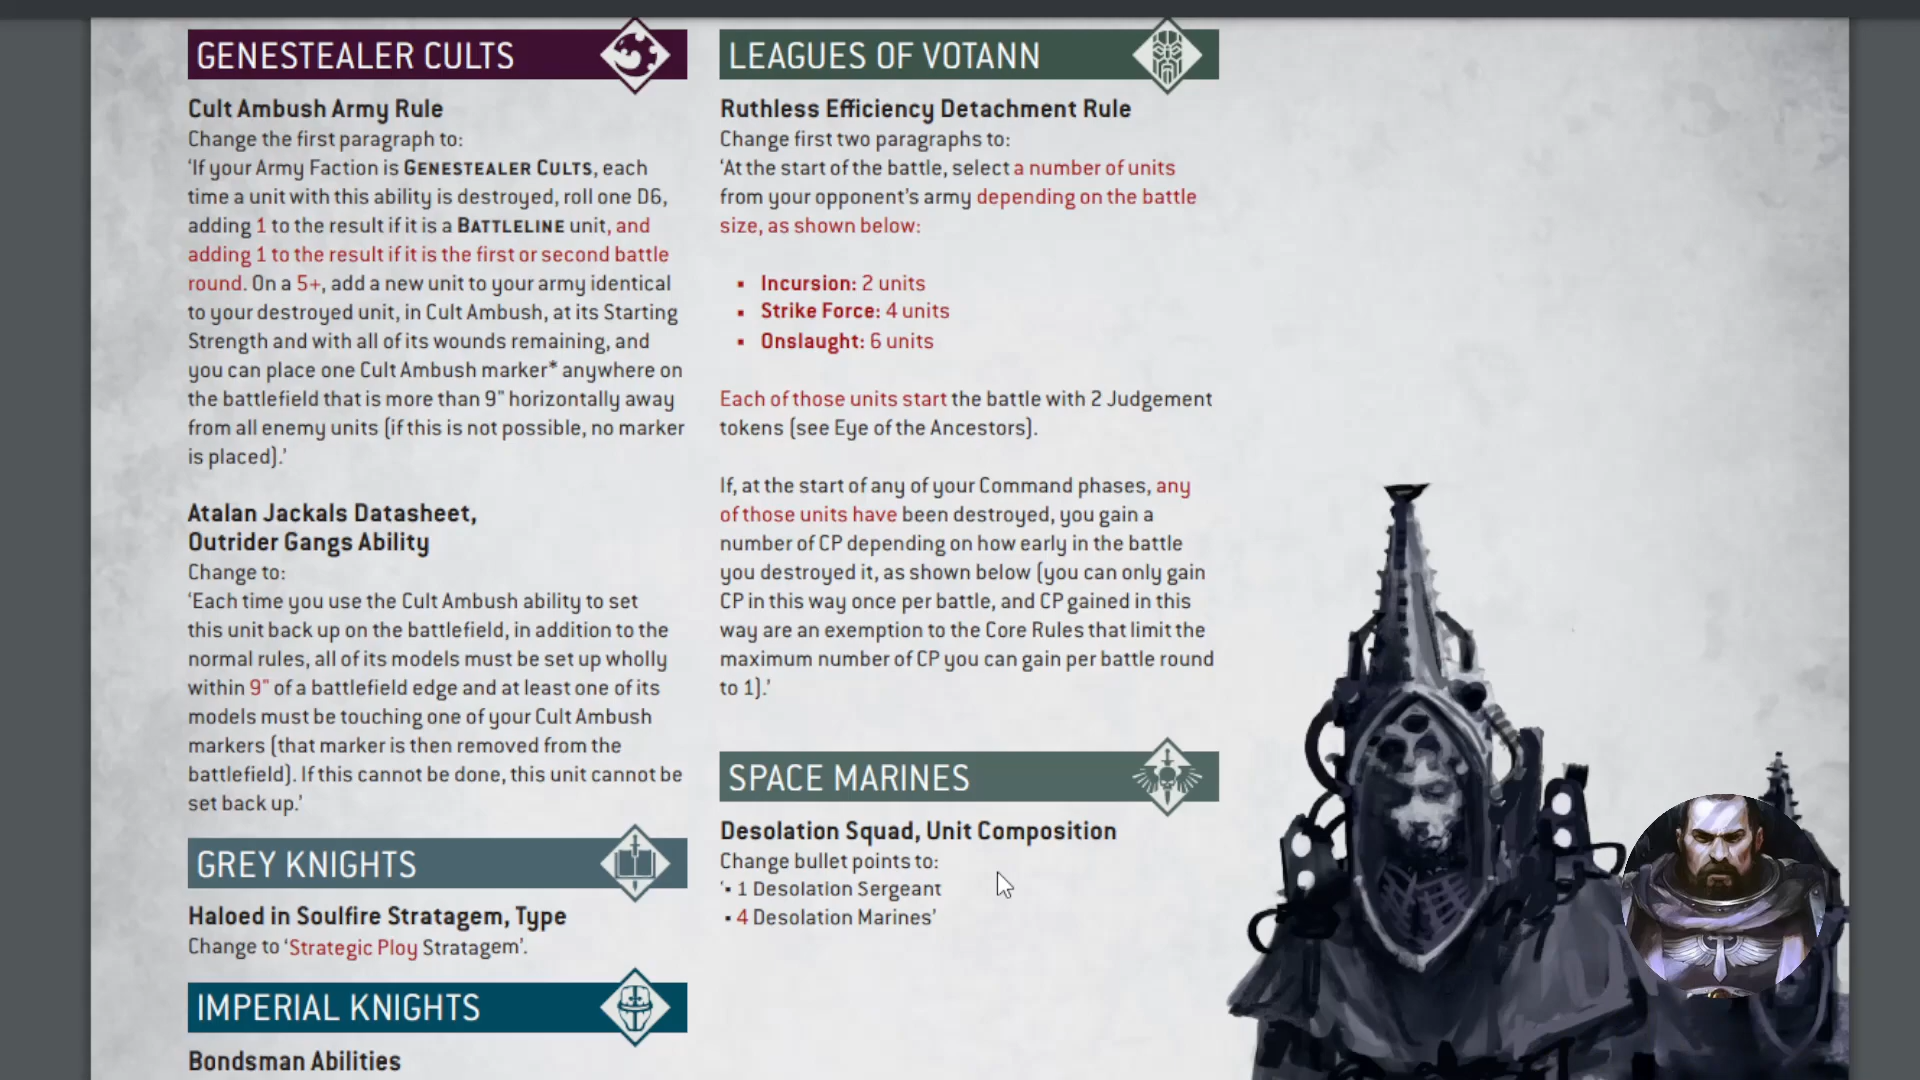 GENESTEALER CULTS
Cult Ambush Army Rule
Change the first paragraph to:
‘If your Army Faction is GENESTEALER CULTS, each
time a unit with this ability is destroyed, roll one D6,
adding 1 to the result if it is a BATTLELINE unit, and
adding 1 to the result if it is the first or second battle
round. On a 5+, add a new unit to your army identical
to your destroyed unit, in Cult Ambush, at its Starting
Strength and with all of its wounds remaining, and
you can place one Cult Ambush marker* anywhere on
the battlefield that is more than 9" horizontally away
from all enemy units (if this is not possible, no marker
is placed).’
Atalan Jackals Datasheet,
Outrider Gangs Ability
Change to:
‘Each time you use the Cult Ambush ability to set
this unit back up on the battlefield, in addition to the
normal rules, all of its models must be set up wholly
within 9" of a battlefield edge and at least one of its
models must be touching one of your Cult Ambush
markers (that marker is then removed from the
battlefield). If this cannot be done, this unit cannot be
set back up.’
GREY KNIGHTS
Haloed in Soulfire Stratagem, Type
Change to ‘Strategic Ploy Stratagem’.
IMPERIAL KNIGHTS
Bondsman Abilities
LEAGUES OF VOTANN
Ruthless Efficiency Detachment Rule
Change first two paragraphs to:
‘At the start of the battle, select a number of units
from your opponent’s army depending on the battle
size, as shown below:
▪ Incursion: 2 units
▪ Strike Force: 4 units
▪ Onslaught: 6 units
Each of those units start the battle with 2 Judgement
tokens (see Eye of the Ancestors).
If, at the start of any of your Command phases, any
of those units have been destroyed, you gain a
number of CP depending on how early in the battle
you destroyed it, as shown below (you can only gain
CP in this way once per battle, and CP gained in this
way are an exemption to the Core Rules that limit the
maximum number of CP you can gain per battle round
to 1).’
SPACE MARINES
Desolation Squad, Unit Composition
Change bullet points to:
‘▪ 1 Desolation Sergeant
▪ 4 Desolation Marines’